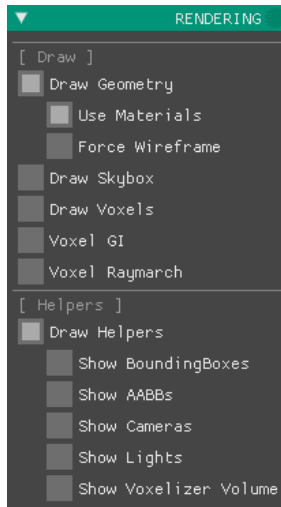 RENDERING
[ Draw ]
Draw Geometry
Use Materials
Force Wireframe
Draw Skybox
Draw Voxels
Voxel GI
Voxel Raymarch
[ Helpers ]
Draw Helpers
Show BoundingBoxes
Show AABBs
Show Cameras
Show Lights
Show Voxelizer Volume